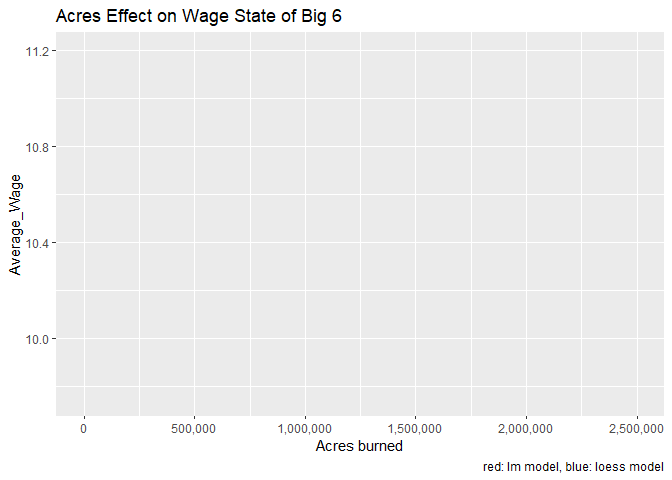 Acres Effect on Wage State of Big 6
11.2
10.8
10.4
10.0
Average_Wage
0 500,000 1,000,000 1,500,000 2,000,000 2,500,000
Acres burned
red: lm model, blue: loess model